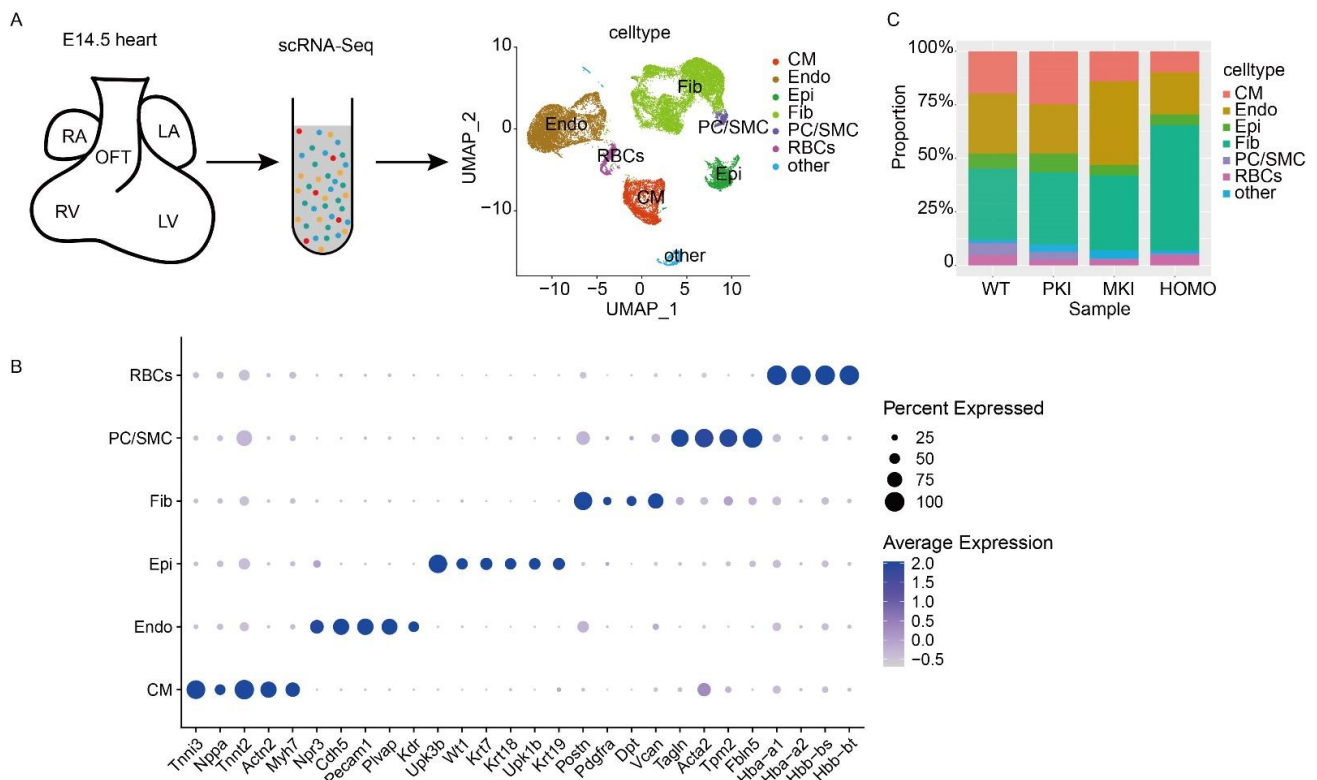 A
E14.5 heart
RA
LA
OFT
RV
LV
scRNA-Seq
celltype
UMAP_2
10
0
−10
Endo
Fib
PC/SMC
RBCs
Epi
CM
other
−10
−5
0
5
10
UMAP_1
CM
Endo
Epi
Fib
PC/SMC
RBCs
other
C
Proportion
100%
75%
50%
25%
0
WT
PKI
MKI
HOMO
Sample
celltype
CM
Endo
Epi
Fib
PC/SMC
RBCs
other
B
RBCs
PC/SMC
Fib
Epi
Endo
CM
Tnni3
Nppa
Tnnt2
Actn2
Myh7
Npr3
Cdh5
Pecam1
Plvap
Kdr
Upk3b
Wt1
Krt7
Krt18
Upk1b
Krt19
Postn
Pdgfra
Dpt
Vcan
Tagln
Acta2
Tpm2
Fbln5
Hba−a1
Hba−a2
Hbb−bs
Hbb−bt
Percent Expressed
25
50
75
100
Average Expression
2.0
1.5
1.0
0.5
0.0
−0.5